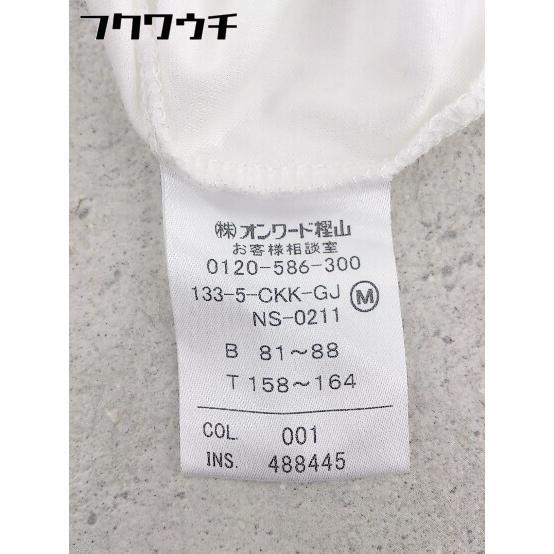 フクワウチ
㈱オンワード樫山
お客様相談室
0120-586-300
133-5-CKK-GJ Ⓜ
NS-0211
B 81～88
T 158～164
COL. 001
INS. 488445